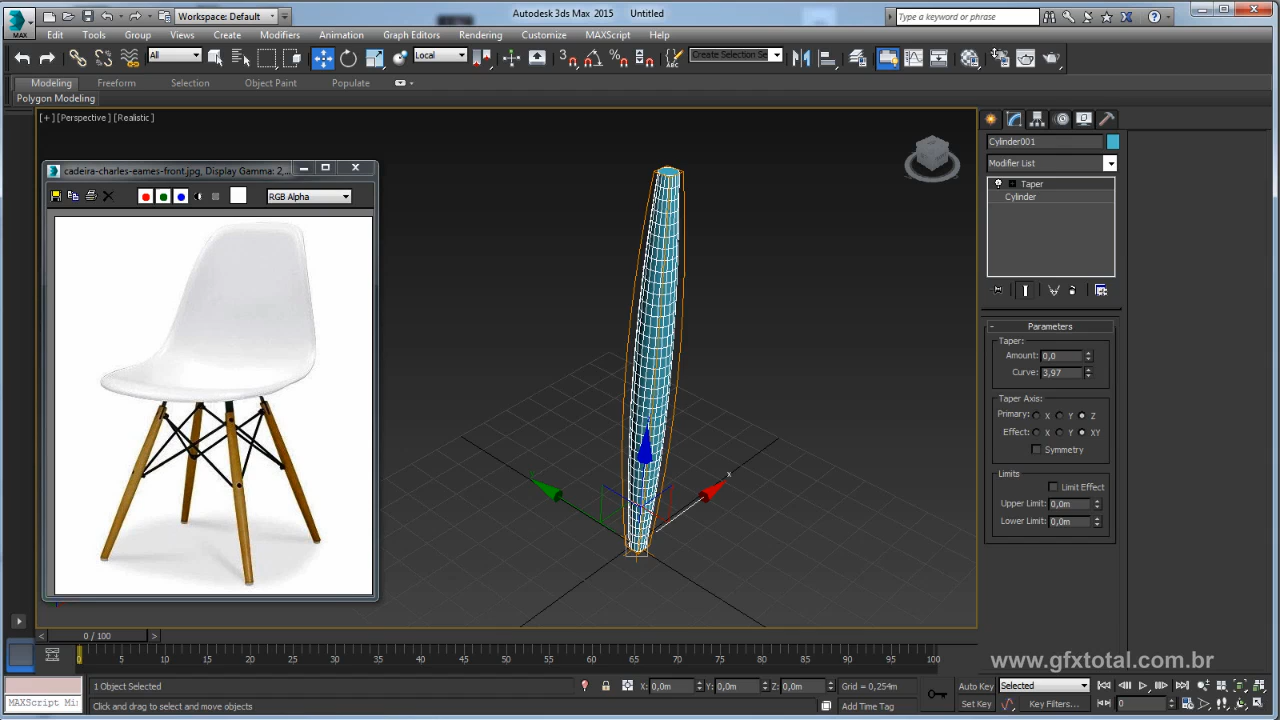 Workspace: Default
Autodesk 3ds Max 2015
Untitled
Type a keyword or phrase
MAX
Edit
Tools
Group
Views
Create
Modifiers
Animation
Graph Editors
Rendering
Customize
MAXScript
Help
All
Local
Create Selection Se
Modeling
Freeform
Selection
Object Paint
Populate
Polygon Modeling
[+] [Perspective] [Realistic]
cadeira-charles-eames-front.jpg, Display Gamma: 2,...
RGB Alpha
x
Cylinder001
Modifier List
Taper
Cylinder
Parameters
Taper:
Amount: 0,0
Curve: 3,97
Taper Axis:
Primary: X Y Z
Effect: X Y XY
Symmetry
Limits
Limit Effect
Upper Limit: 0,0m
Lower Limit: 0,0m
0 / 100
0 5 10 15 20 25 30 35 40 45 50 55 60 65 70 75 80 85 90 95 100
www.gfxtotal.com.br
1 Object Selected
X: 0,0m
Y: 0,0m
Z: 0,0m
Grid = 0,254m
Auto Key
Selected
MAXScript Mi
Click and drag to select and move objects
Add Time Tag
Set Key
Key Filters...
0